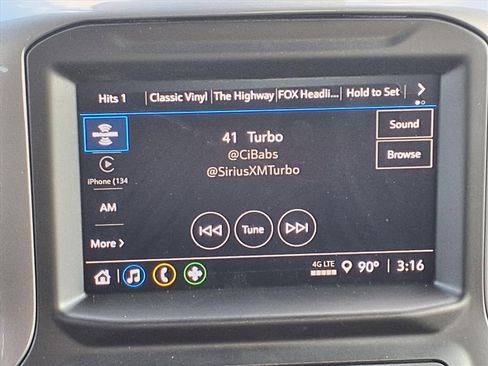 Hits 1 Classic Vinyl The Highway FOX Headli... Hold to Set
41 Turbo
@CiBabs
@SiriusXMTurbo
Sound
Browse
iPhone (134
AM
More
Tune
4G LTE
90° 3:16